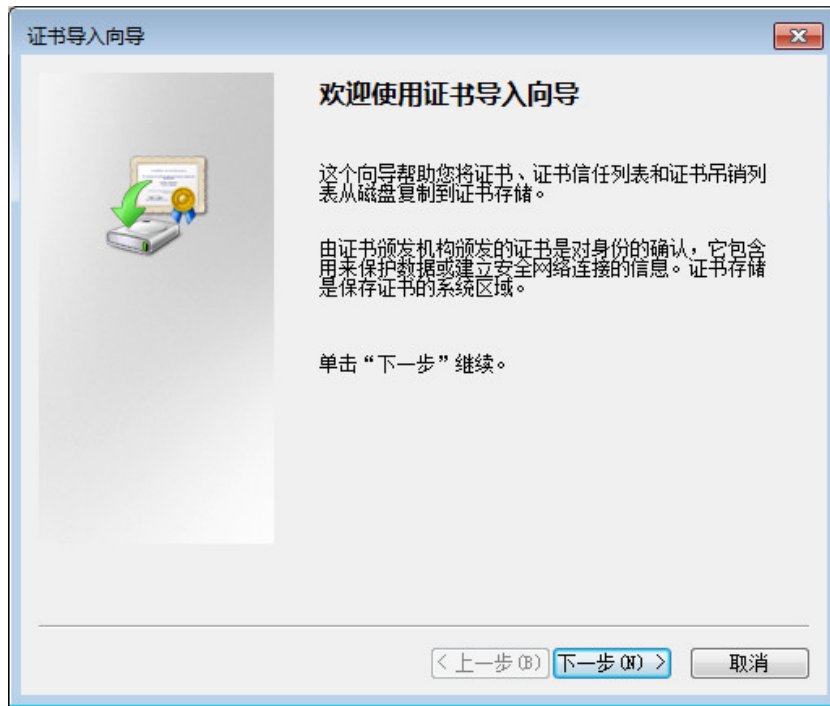 证书导入向导
欢迎使用证书导入向导
这个向导帮助您将证书、证书信任列表和证书吊销列
表从磁盘复制到证书存储。
由证书颁发机构颁发的证书是对身份的确认，它包含
用来保护数据或建立安全网络连接的信息。证书存储
是保存证书的系统区域。
单击“下一步”继续。
< 上一步(B) 下一步(N) > 取消